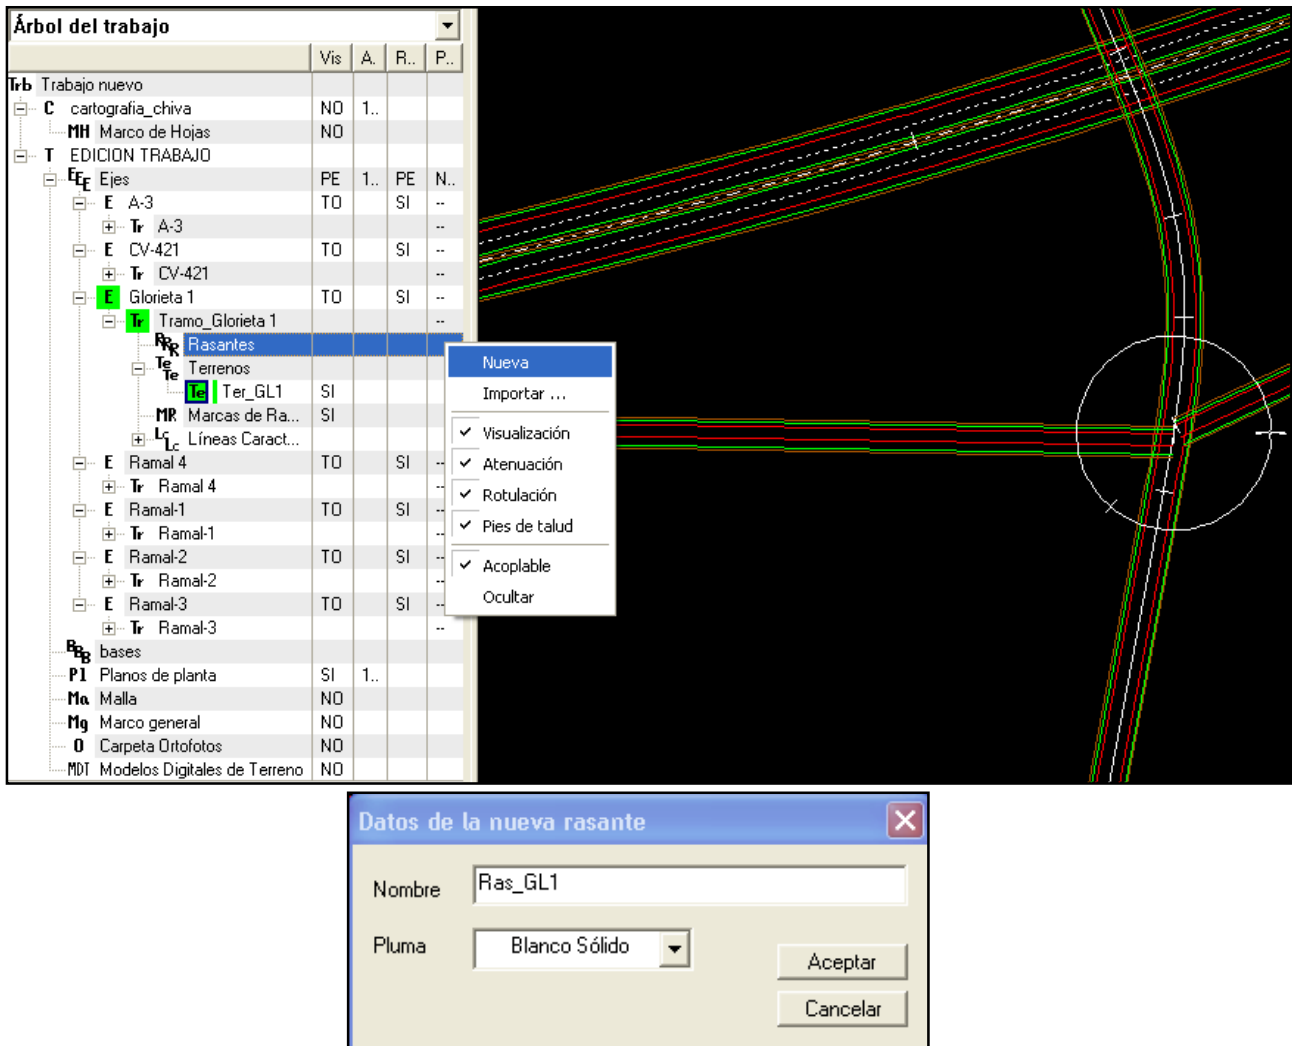 Árbol del trabajo
Vis A. R.. P..
Trb Trabajo nuevo
C cartografia_chiva NO 1..
MH Marco de Hojas NO
T EDICION TRABAJO
EEE Ejes PE 1.. PE N..
E A-3 TO SI --
Tr A-3 --
E CV-421 TO SI --
Tr CV-421 --
E Glorieta 1 TO SI --
Tr Tramo_Glorieta 1 --
RRR Rasantes
TeTe Terrenos
Te Ter_GL1 SI
MR Marcas de Ra... SI
LcLc Líneas Caract...
E Ramal 4 TO SI --
Tr Ramal 4 --
E Ramal-1 TO SI --
Tr Ramal-1 --
E Ramal-2 TO SI --
Tr Ramal-2 --
E Ramal-3 TO SI --
Tr Ramal-3 --
BBB bases
Pl Planos de planta SI 1..
Ma Malla NO
Mg Marco general NO
O Carpeta Ortofotos NO
MDT Modelos Digitales de Terreno NO
Nueva
Importar ...
Visualización
Atenuación
Rotulación
Pies de talud
Acoplable
Ocultar
Datos de la nueva rasante
Nombre Ras_GL1
Pluma Blanco Sólido
Aceptar
Cancelar